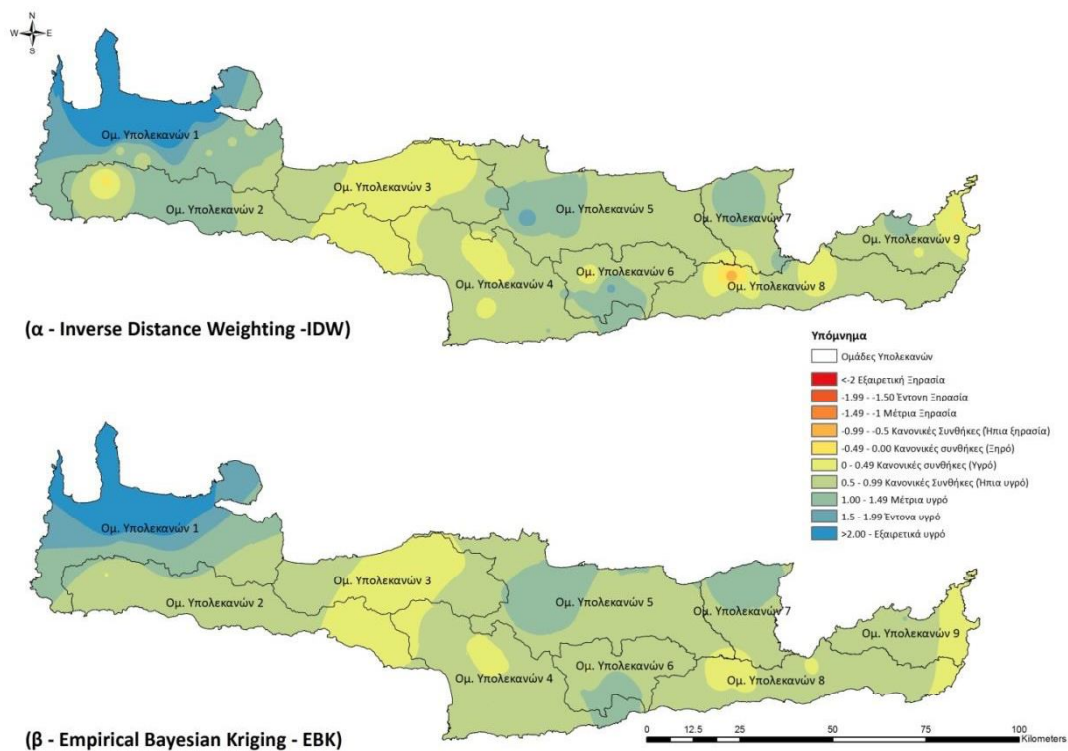 N
W E
S
Ομ. Υπολεκανών 1
Ομ. Υπολεκανών 2
Ομ. Υπολεκανών 3
Ομ. Υπολεκανών 4
Ομ. Υπολεκανών 5
Ομ. Υπολεκανών 6
Ομ. Υπολεκανών 7
Ομ. Υπολεκανών 8
Ομ. Υπολεκανών 9
(α - Inverse Distance Weighting -IDW)
Υπόμνημα
Ομάδες Υπολεκανών
<-2 Εξαιρετική Ξηρασία
-1.99 - -1.50 Έντονη Ξηρασία
-1.49 - -1 Μέτρια Ξηρασία
-0.99 - -0.5 Κανονικές Συνθήκες (Ήπια ξηρασία)
-0.49 - 0.00 Κανονικές συνθήκες (Ξηρό)
0 - 0.49 Κανονικές συνθήκες (Υγρό)
0.5 - 0.99 Κανονικές Συνθήκες (Ήπια υγρό)
1.00 - 1.49 Μέτρια υγρό
1.5 - 1.99 Έντονα υγρό
>2.00 - Εξαιρετικά υγρό
Ομ. Υπολεκανών 1
Ομ. Υπολεκανών 2
Ομ. Υπολεκανών 3
Ομ. Υπολεκανών 4
Ομ. Υπολεκανών 5
Ομ. Υπολεκανών 6
Ομ. Υπολεκανών 7
Ομ. Υπολεκανών 8
Ομ. Υπολεκανών 9
(β - Empirical Bayesian Kriging - EBK)
0 12.5 25 50 75 100
Kilometers